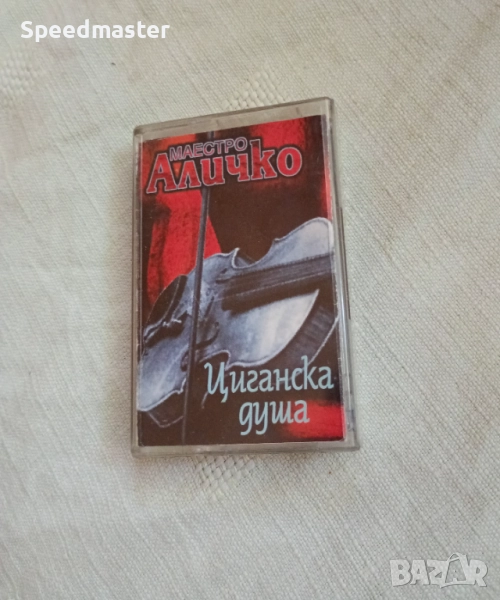 Speedmaster
МАЕСТРО
АЛИЧКО
Циганска
душа
BAZAR